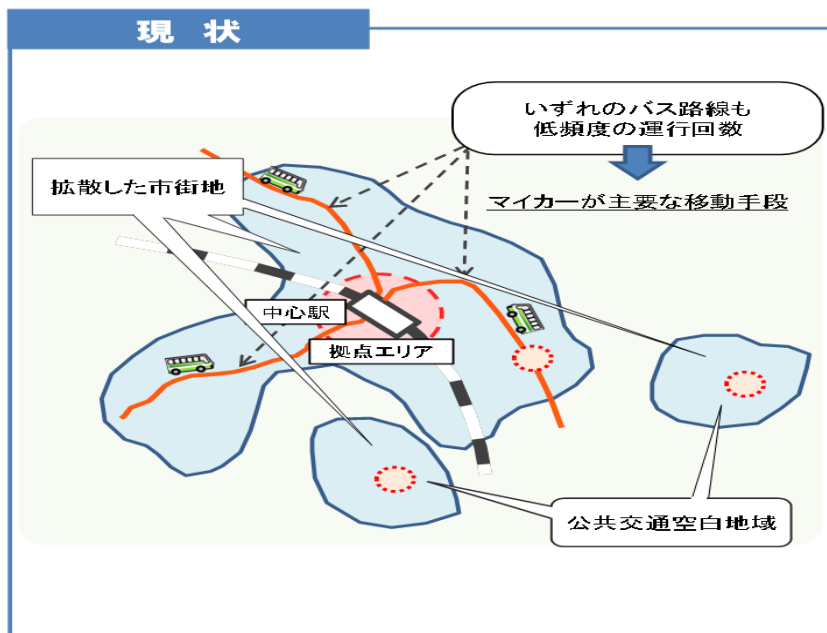 現 状
いずれのバス路線も
低頻度の運行回数
マイカーが主要な移動手段
拡散した市街地
中心駅
拠点エリア
公共交通空白地域